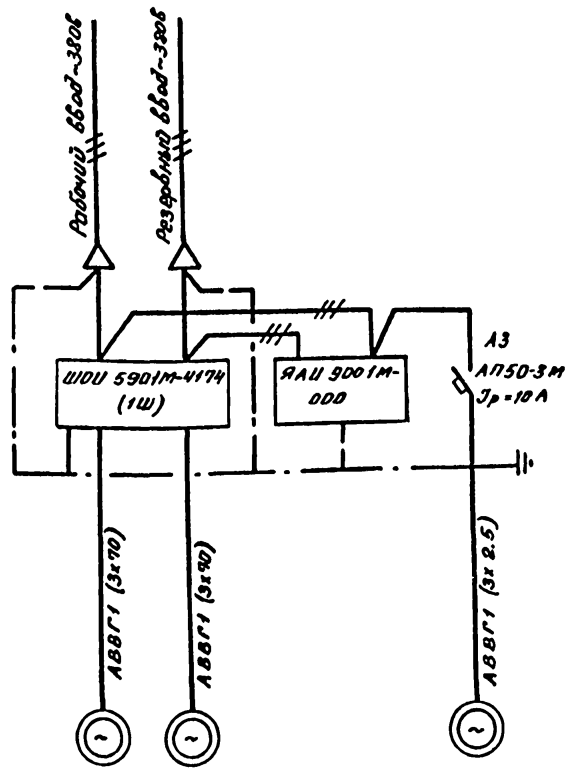 Рабочий ввод ~380в
Резервный ввод ~380в
ШОИ 5901М-4174
(1Ш)
ЯАИ 9001М-
000
А3
АП50-3М
Jр=10А
АВВГ1 (3х70)
АВВГ1 (3х70)
АВВГ1 (3х2.5)
~
~
~